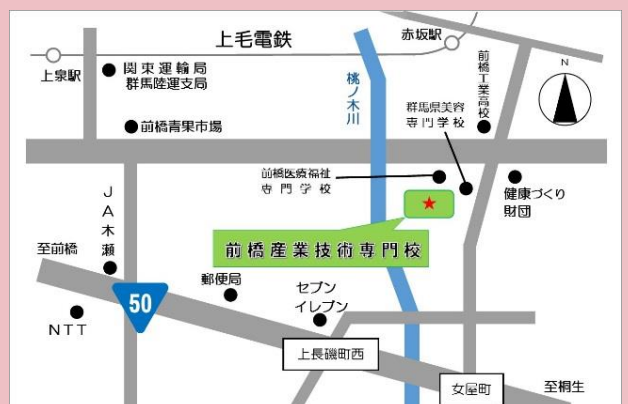 上毛電鉄
赤坂駅
上泉駅
関東運輸局
群馬陸運支局
前橋工業高校
N
桃ノ木川
群馬県美容
専門学校
前橋青果市場
前橋医療福祉
専門学校
健康づくり
財団
JA木瀬
前橋産業技術専門校
至前橋
郵便局
セブン
イレブン
50
NTT
上長磯町西
女屋町
至桐生